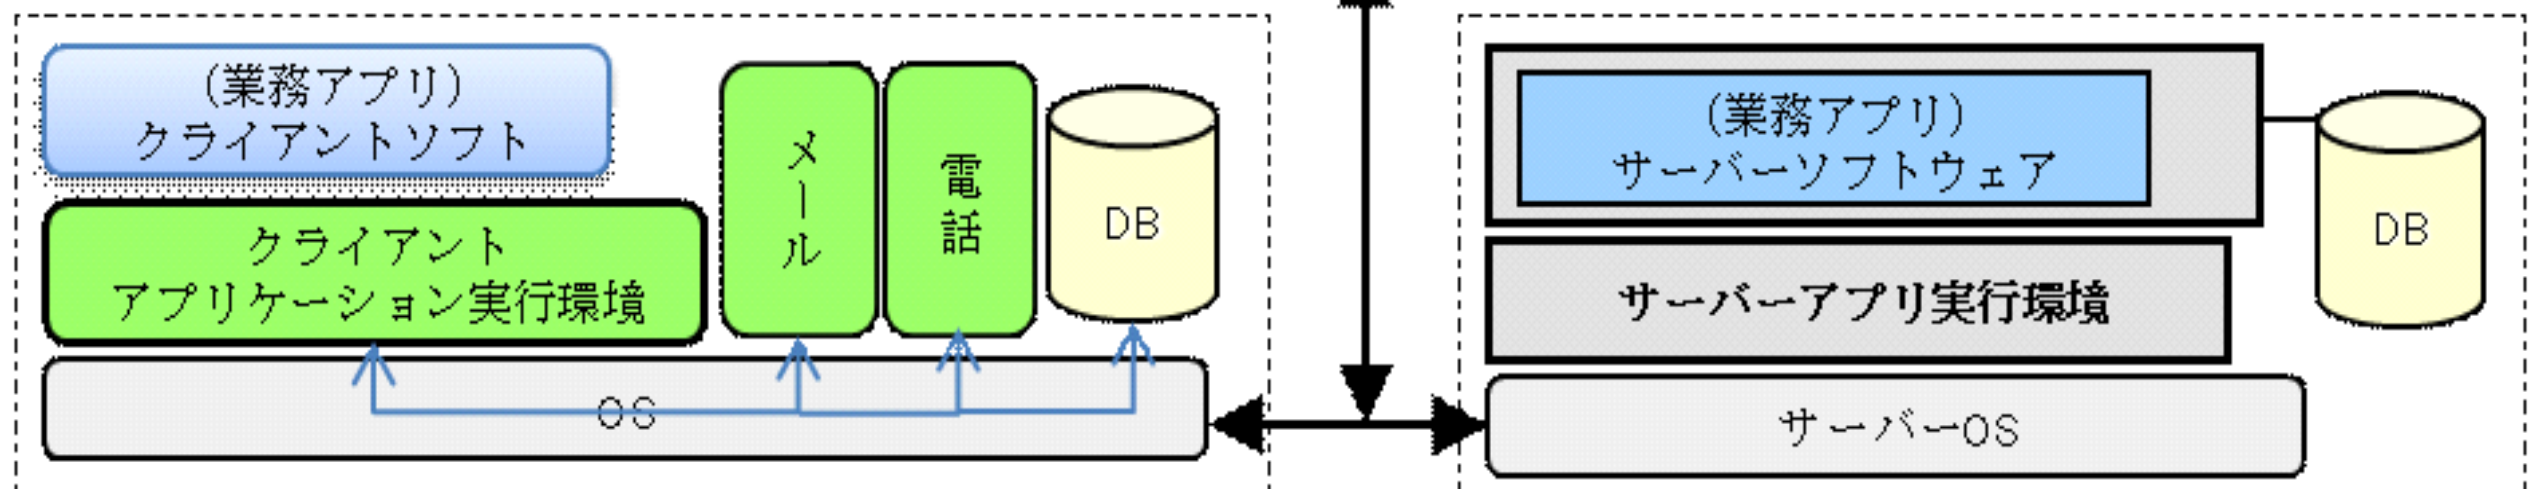 （業務アプリ）
クライアントソフト
クライアント
アプリケーション実行環境
メール
電話
DB
OS
（業務アプリ）
サーバーソフトウェア
サーバーアプリ実行環境
サーバーOS
DB